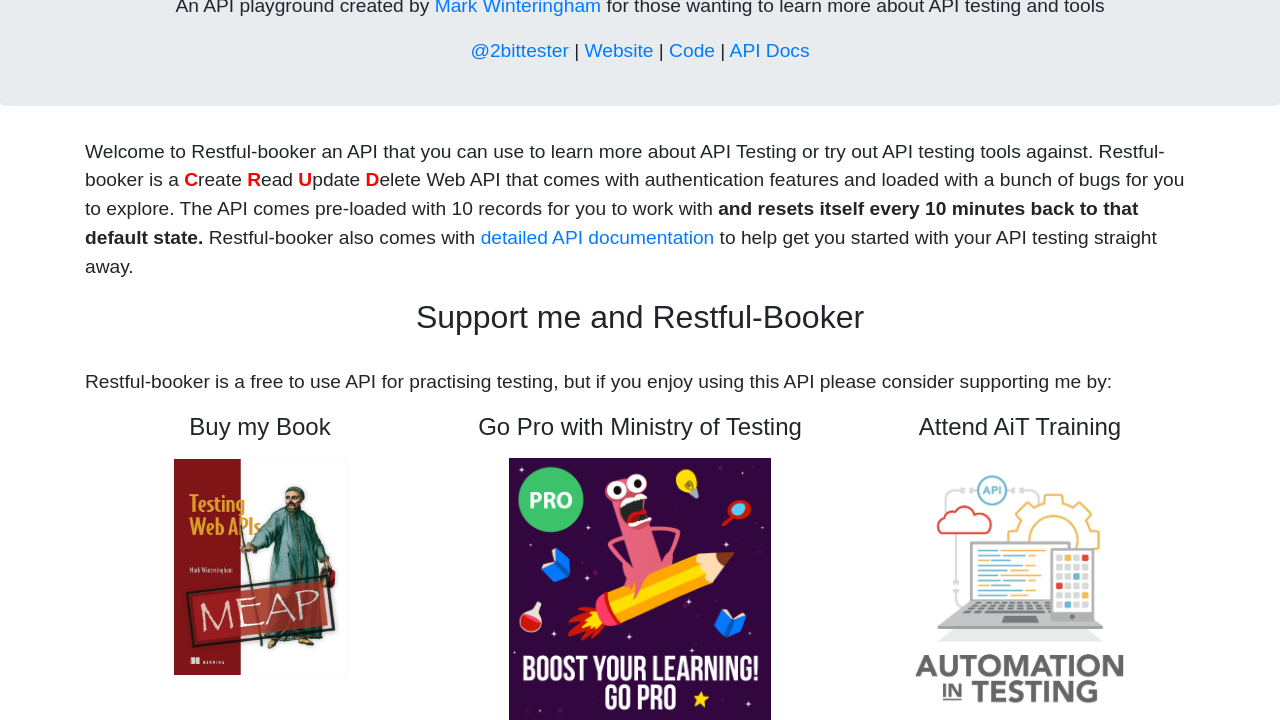 An API playground created by Mark Winteringham for those wanting to learn more about API testing and tools
@2bittester | Website | Code | API Docs
Welcome to Restful-booker an API that you can use to learn more about API Testing or try out API testing tools against. Restful-
booker is a Create Read Update Delete Web API that comes with authentication features and loaded with a bunch of bugs for you
to explore. The API comes pre-loaded with 10 records for you to work with and resets itself every 10 minutes back to that
default state. Restful-booker also comes with detailed API documentation to help get you started with your API testing straight
away.
Support me and Restful-Booker
Restful-booker is a free to use API for practising testing, but if you enjoy using this API please consider supporting me by:
Buy my Book
Go Pro with Ministry of Testing
Attend AiT Training
Testing
Web APIs
Mark Winteringham
MEAP
MANNING
PRO
BOOST YOUR LEARNING!
GO PRO
API
AUTOMATION
IN TESTING